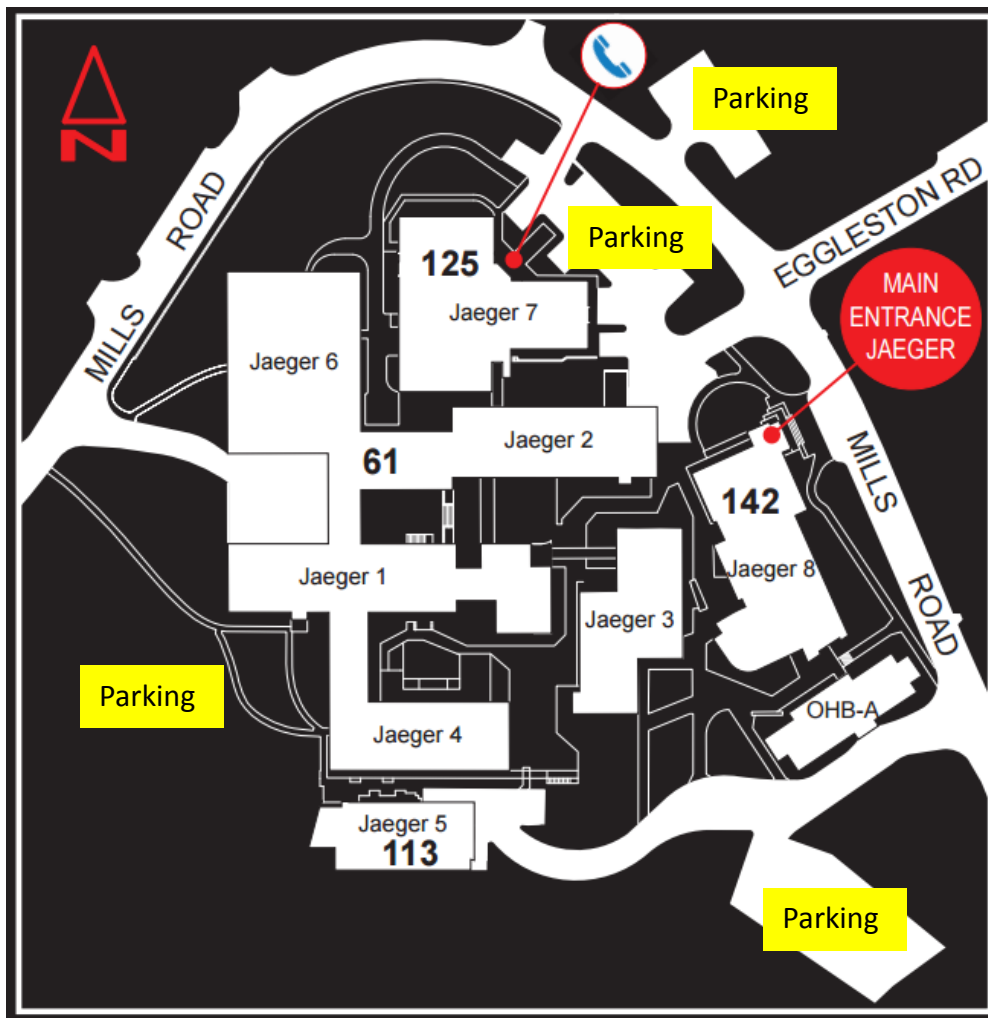 N
Parking
ROAD
EGGLESTON RD
Parking
125
MAIN
ENTRANCE
JAEGER
Jaeger 7
MILLS
Jaeger 6
Jaeger 2
61
MILLS
142
Jaeger 1
Jaeger 8
ROAD
Jaeger 3
Parking
OHB-A
Jaeger 4
Jaeger 5
113
Parking